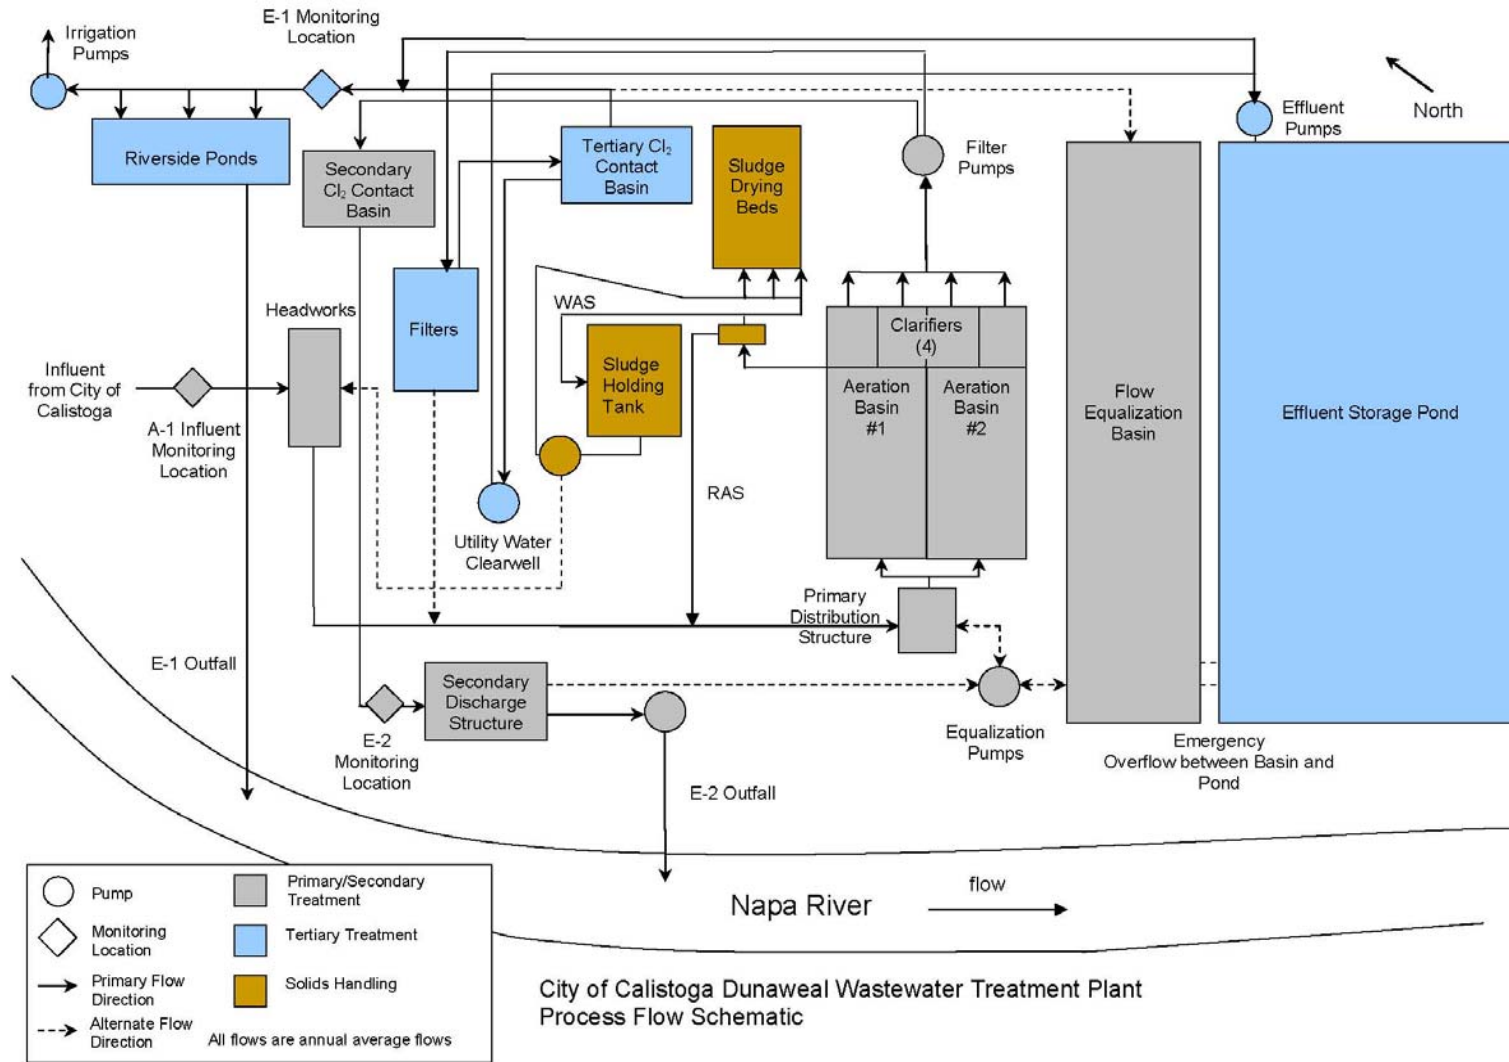 E-1 Monitoring
Location
Irrigation
Pumps
North
Effluent
Pumps
Riverside Ponds
Secondary
Cl₂ Contact
Basin
Tertiary Cl₂
Contact
Basin
Sludge
Drying
Beds
Filter
Pumps
Headworks
Filters
WAS
Sludge
Holding
Tank
Clarifiers
(4)
Influent
from City of
Calistoga
A-1 Influent
Monitoring
Location
Aeration
Basin
#1
Aeration
Basin
#2
Flow
Equalization
Basin
Effluent Storage Pond
RAS
Utility Water
Clearwell
Primary
Distribution
Structure
E-1 Outfall
Secondary
Discharge
Structure
E-2
Monitoring
Location
Equalization
Pumps
Emergency
Overflow between Basin and
Pond
E-2 Outfall
Napa River
flow
Pump
Primary/Secondary
Treatment
Monitoring
Location
Tertiary Treatment
Primary Flow
Direction
Solids Handling
Alternate Flow
Direction
All flows are annual average flows
City of Calistoga Dunaweal Wastewater Treatment Plant
Process Flow Schematic